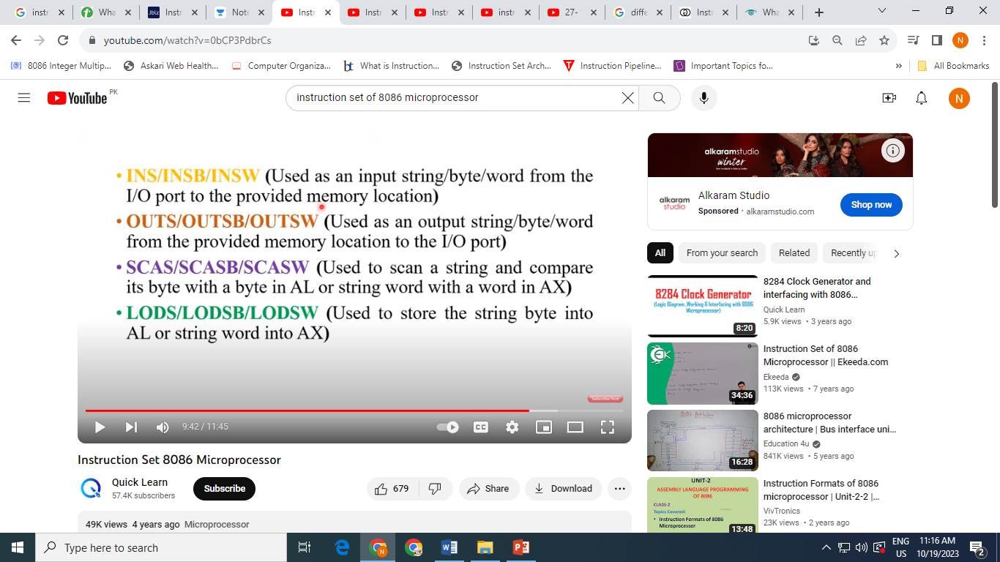 instr
Wha
Jblz
Instr
Note
Instr
Instr
Instr
instr
27-
diffe
Instr
Wha
youtube.com/watch?v=0bCP3PdbrCs
N
8086 Integer Multip...
Askari Web Health...
Computer Organiza...
bt What is Instruction...
Instruction Set Arch...
T Instruction Pipeline...
Important Topics fo...
»
All Bookmarks
YouTube PK
instruction set of 8086 microprocessor
N
• INS/INSB/INSW (Used as an input string/byte/word from the
I/O port to the provided memory location)
• OUTS/OUTSB/OUTSW (Used as an output string/byte/word
from the provided memory location to the I/O port)
• SCAS/SCASB/SCASW (Used to scan a string and compare
its byte with a byte in AL or string word with a word in AX)
• LODS/LODSB/LODSW (Used to store the string byte into
AL or string word into AX)
Subscribe Now
9:42 / 11:45
CC
Instruction Set 8086 Microprocessor
Quick Learn
57.4K subscribers
Subscribe
679
Share
Download
49K views 4 years ago Microprocessor
alkaramstudio
winter
alkaram
studio
Alkaram Studio
Sponsored · alkaramstudio.com
Shop now
All
From your search
Related
Recently up
8284 Clock Generator
(Logic Diagram ,Working & Interfacing with 8086
Microprocessor)
8:20
8284 Clock Generator and
interfacing with 8086...
Quick Learn
5.9K views • 3 years ago
34:36
Instruction Set of 8086
Microprocessor || Ekeeda.com
Ekeeda
113K views • 7 years ago
16:28
8086 microprocessor
architecture | Bus interface uni...
Education 4u
841K views • 5 years ago
UNIT-2
ASSEMBLY LANGUAGE PROGRAMMING
OF 8086
CLASS-2
Topics Covered:
• Instruction Formats of 8086
Microprocessor
13:48
Instruction Formats of 8086
microprocessor | Unit-2-2 |...
VivTronics
23K views • 2 years ago
Type here to search
ENG
US
11:16 AM
10/19/2023
2